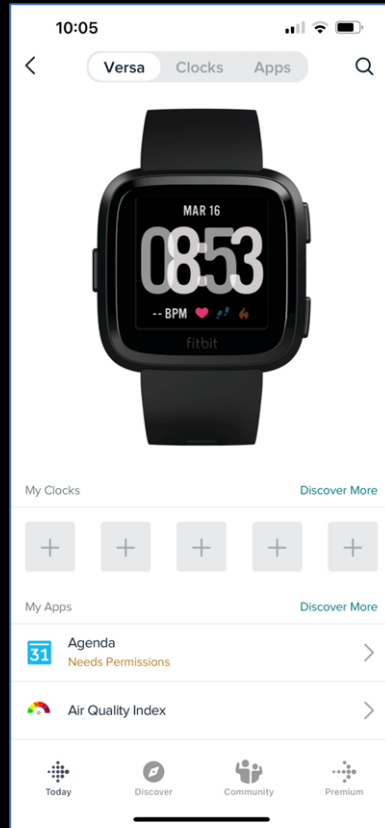 10:05
Versa Clocks Apps
MAR 16
08:53
-- BPM
fitbit
My Clocks Discover More
My Apps Discover More
31 Agenda
Needs Permissions
Air Quality Index
Today Discover Community Premium